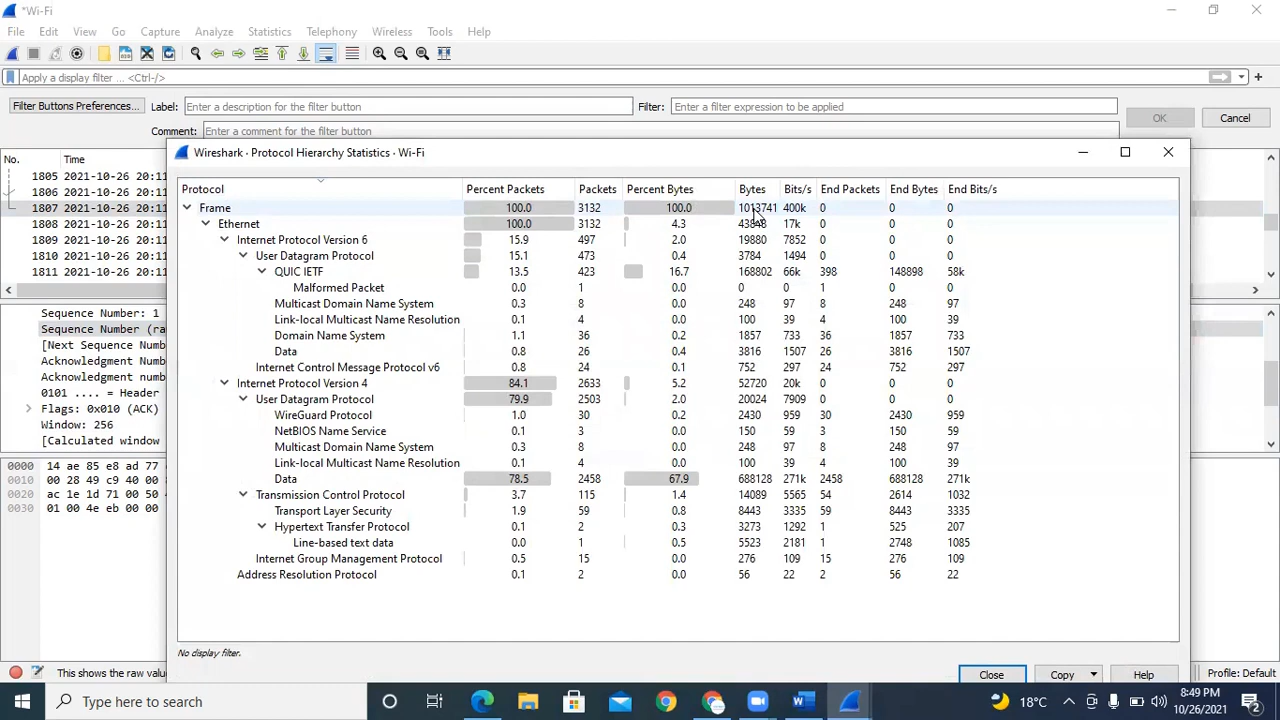 *Wi-Fi
File Edit View Go Capture Analyze Statistics Telephony Wireless Tools Help
Apply a display filter ... <Ctrl-/>
Filter Buttons Preferences... Label: Enter a description for the filter button Filter: Enter a filter expression to be applied OK Cancel
Comment: Enter a comment for the filter button
No. Time
1805 2021-10-26 20:11
1806 2021-10-26 20:11
1807 2021-10-26 20:11
1808 2021-10-26 20:11
1809 2021-10-26 20:11
1810 2021-10-26 20:11
1811 2021-10-26 20:11
Sequence Number: 1
Sequence Number (ra
[Next Sequence Numb
Acknowledgment Numb
Acknowledgment numb
0101 .... = Header
Flags: 0x010 (ACK)
Window: 256
[Calculated window
0000 14 ae 85 e8 ad 77
0010 00 28 49 c9 40 00
0020 ac 1e 1d 71 00 50
0030 01 00 4e eb 00 00
Wireshark · Protocol Hierarchy Statistics · Wi-Fi
Protocol Percent Packets Packets Percent Bytes Bytes Bits/s End Packets End Bytes End Bits/s
Frame 100.0 3132 100.0 1013741 400k 0 0 0
Ethernet 100.0 3132 4.3 43848 17k 0 0 0
Internet Protocol Version 6 15.9 497 2.0 19880 7852 0 0 0
User Datagram Protocol 15.1 473 0.4 3784 1494 0 0 0
QUIC IETF 13.5 423 16.7 168802 66k 398 148898 58k
Malformed Packet 0.0 1 0.0 0 0 1 0 0
Multicast Domain Name System 0.3 8 0.0 248 97 8 248 97
Link-local Multicast Name Resolution 0.1 4 0.0 100 39 4 100 39
Domain Name System 1.1 36 0.2 1857 733 36 1857 733
Data 0.8 26 0.4 3816 1507 26 3816 1507
Internet Control Message Protocol v6 0.8 24 0.1 752 297 24 752 297
Internet Protocol Version 4 84.1 2633 5.2 52720 20k 0 0 0
User Datagram Protocol 79.9 2503 2.0 20024 7909 0 0 0
WireGuard Protocol 1.0 30 0.2 2430 959 30 2430 959
NetBIOS Name Service 0.1 3 0.0 150 59 3 150 59
Multicast Domain Name System 0.3 8 0.0 248 97 8 248 97
Link-local Multicast Name Resolution 0.1 4 0.0 100 39 4 100 39
Data 78.5 2458 67.9 688128 271k 2458 688128 271k
Transmission Control Protocol 3.7 115 1.4 14089 5565 54 2614 1032
Transport Layer Security 1.9 59 0.8 8443 3335 59 8443 3335
Hypertext Transfer Protocol 0.1 2 0.3 3273 1292 1 525 207
Line-based text data 0.0 1 0.5 5523 2181 1 2748 1085
Internet Group Management Protocol 0.5 15 0.0 276 109 15 276 109
Address Resolution Protocol 0.1 2 0.0 56 22 2 56 22
No display filter.
Close Copy Help
This shows the raw valu Profile: Default
Type here to search 18°C 8:49 PM
10/26/2021
2